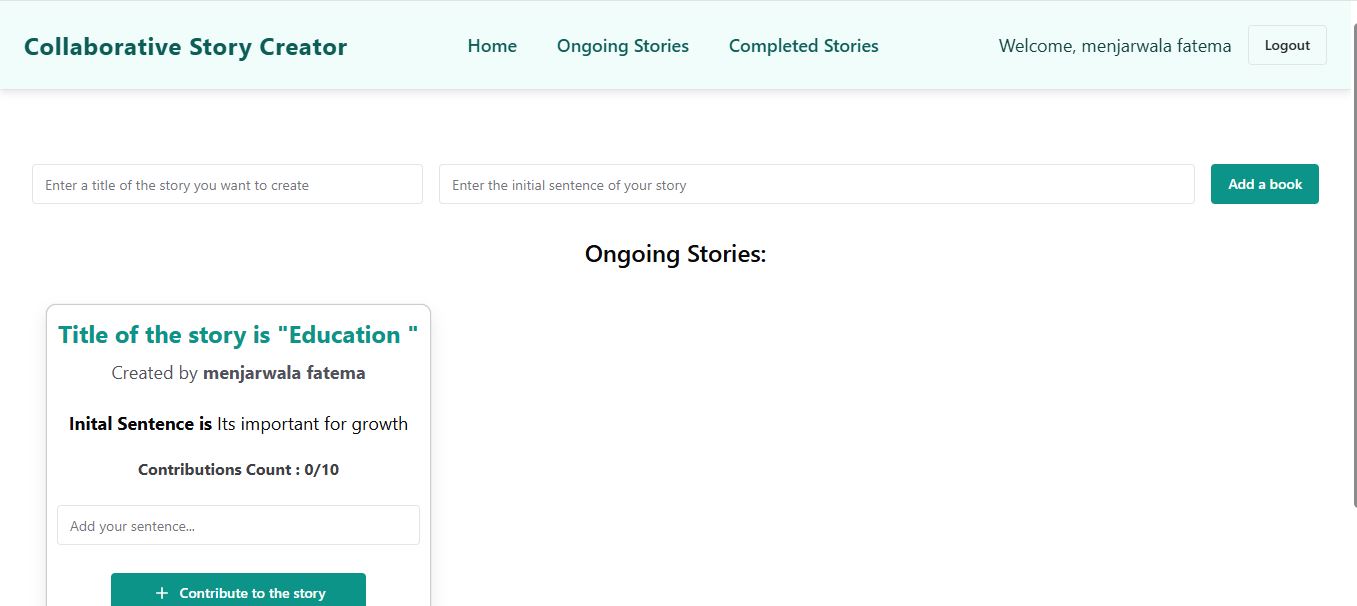 Collaborative Story Creator
Home
Ongoing Stories
Completed Stories
Welcome, menjarwala fatema
Logout
Enter a title of the story you want to create
Enter the initial sentence of your story
Add a book
Ongoing Stories:
Title of the story is "Education "
Created by menjarwala fatema
Inital Sentence is Its important for growth
Contributions Count : 0/10
Add your sentence...
+ Contribute to the story